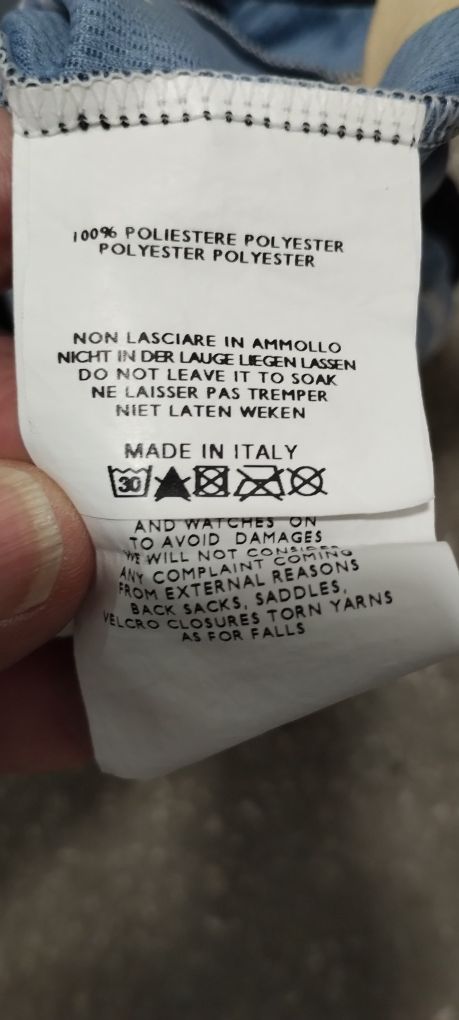 100% POLIESTERE POLYESTER
POLYESTER POLYESTER
NON LASCIARE IN AMMOLLO
NICHT IN DER LAUGE LIEGEN LASSEN
DO NOT LEAVE IT TO SOAK
NE LAISSER PAS TREMPER
NIET LATEN WEKEN
MADE IN ITALY
30
AND WATCHES ON
TO AVOID DAMAGES
WE WILL NOT CONSIDER
ANY COMPLAINT COMING
FROM EXTERNAL REASONS
BACK SACKS, SADDLES,
VELCRO CLOSURES TORN YARNS
AS FOR FALLS